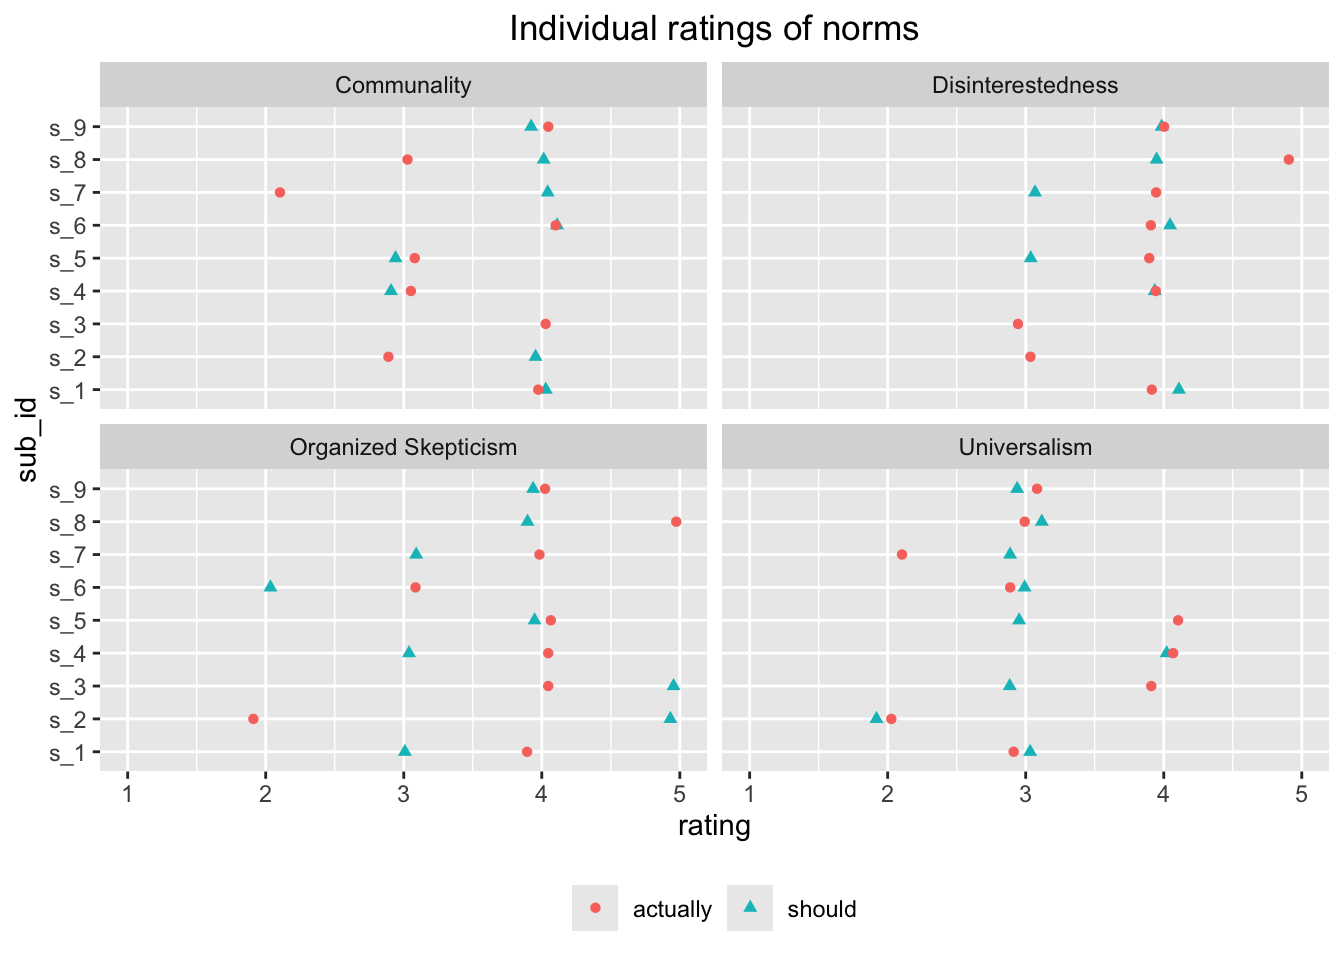 Individual ratings of norms
Communality
Disinterestedness
s_9
s_8
s_7
s_6
s_5
s_4
s_3
s_2
s_1
Organized Skepticism
Universalism
s_9
s_8
s_7
s_6
s_5
s_4
s_3
s_2
s_1
sub_id
1 2 3 4 5
1 2 3 4 5
rating
actually
should